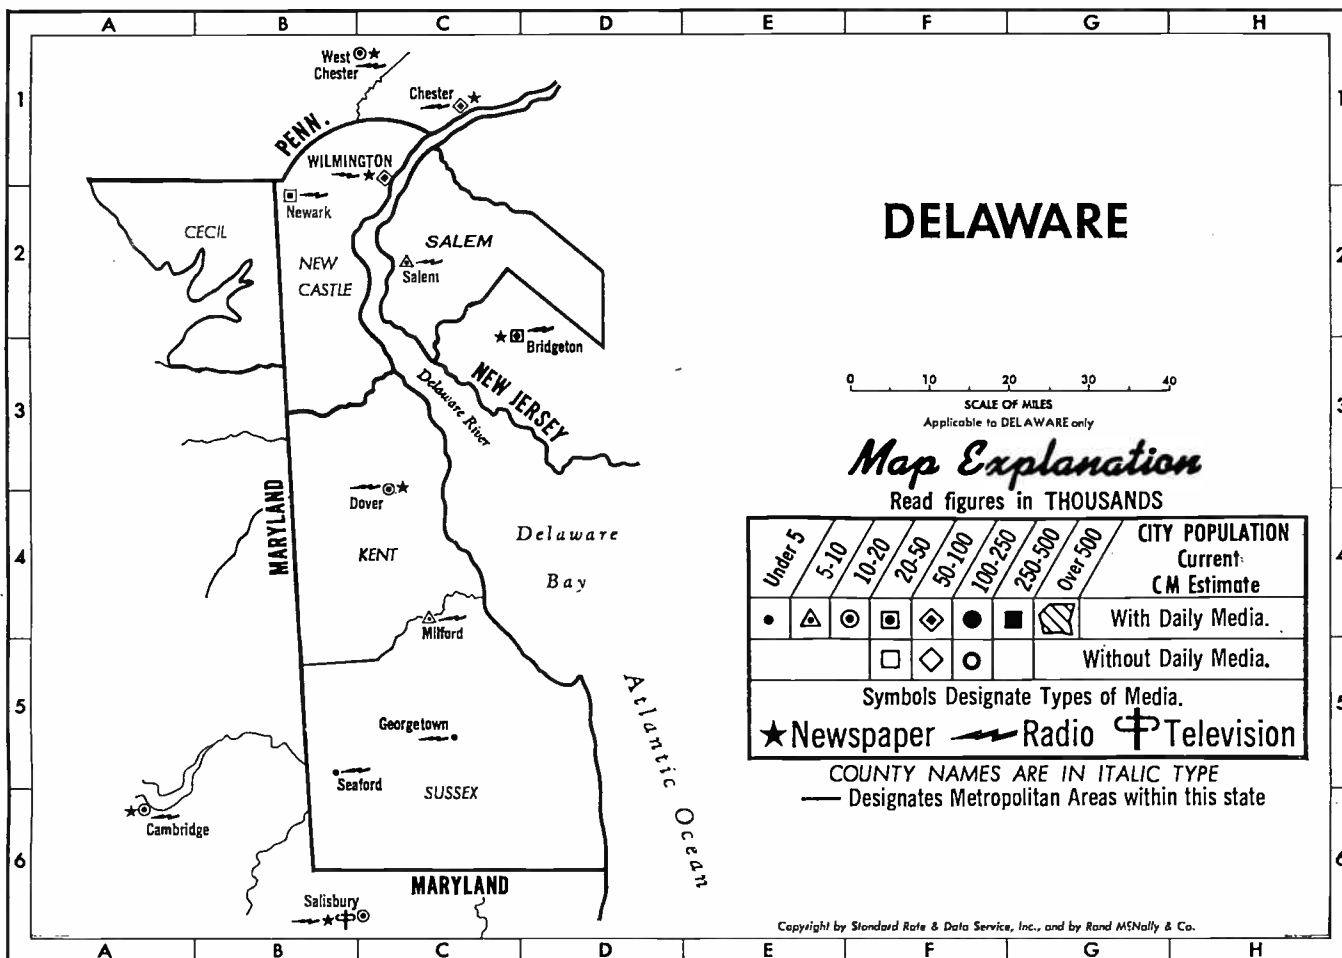 A B C D E F G H
West
Chester
Chester
1 1
PENN.
WILMINGTON
Newark
CECIL
SALEM
DELAWARE
2 2
NEW
CASTLE
Salem
Bridgeton
NEW JERSEY
Delaware River
0 10 20 30 40
SCALE OF MILES
Applicable to DELAWARE only
3 3
Map Explanation
Read figures in THOUSANDS
MARYLAND
Dover
KENT
Delaware
Bay
4 4
Under 5 5-10 10-20 20-50 50-100 100-250 250-500 Over 500
CITY POPULATION
Current
CM Estimate
With Daily Media.
Milford
Without Daily Media.
Symbols Designate Types of Media.
Newspaper Radio Television
5 5
Georgetown
Seaford
SUSSEX
Atlantic Ocean
COUNTY NAMES ARE IN ITALIC TYPE
Designates Metropolitan Areas within this state
Cambridge
6 6
MARYLAND
Salisbury
Copyright by Standard Rate & Data Service, Inc., and by Rand McNally & Co.
A B C D E F G H